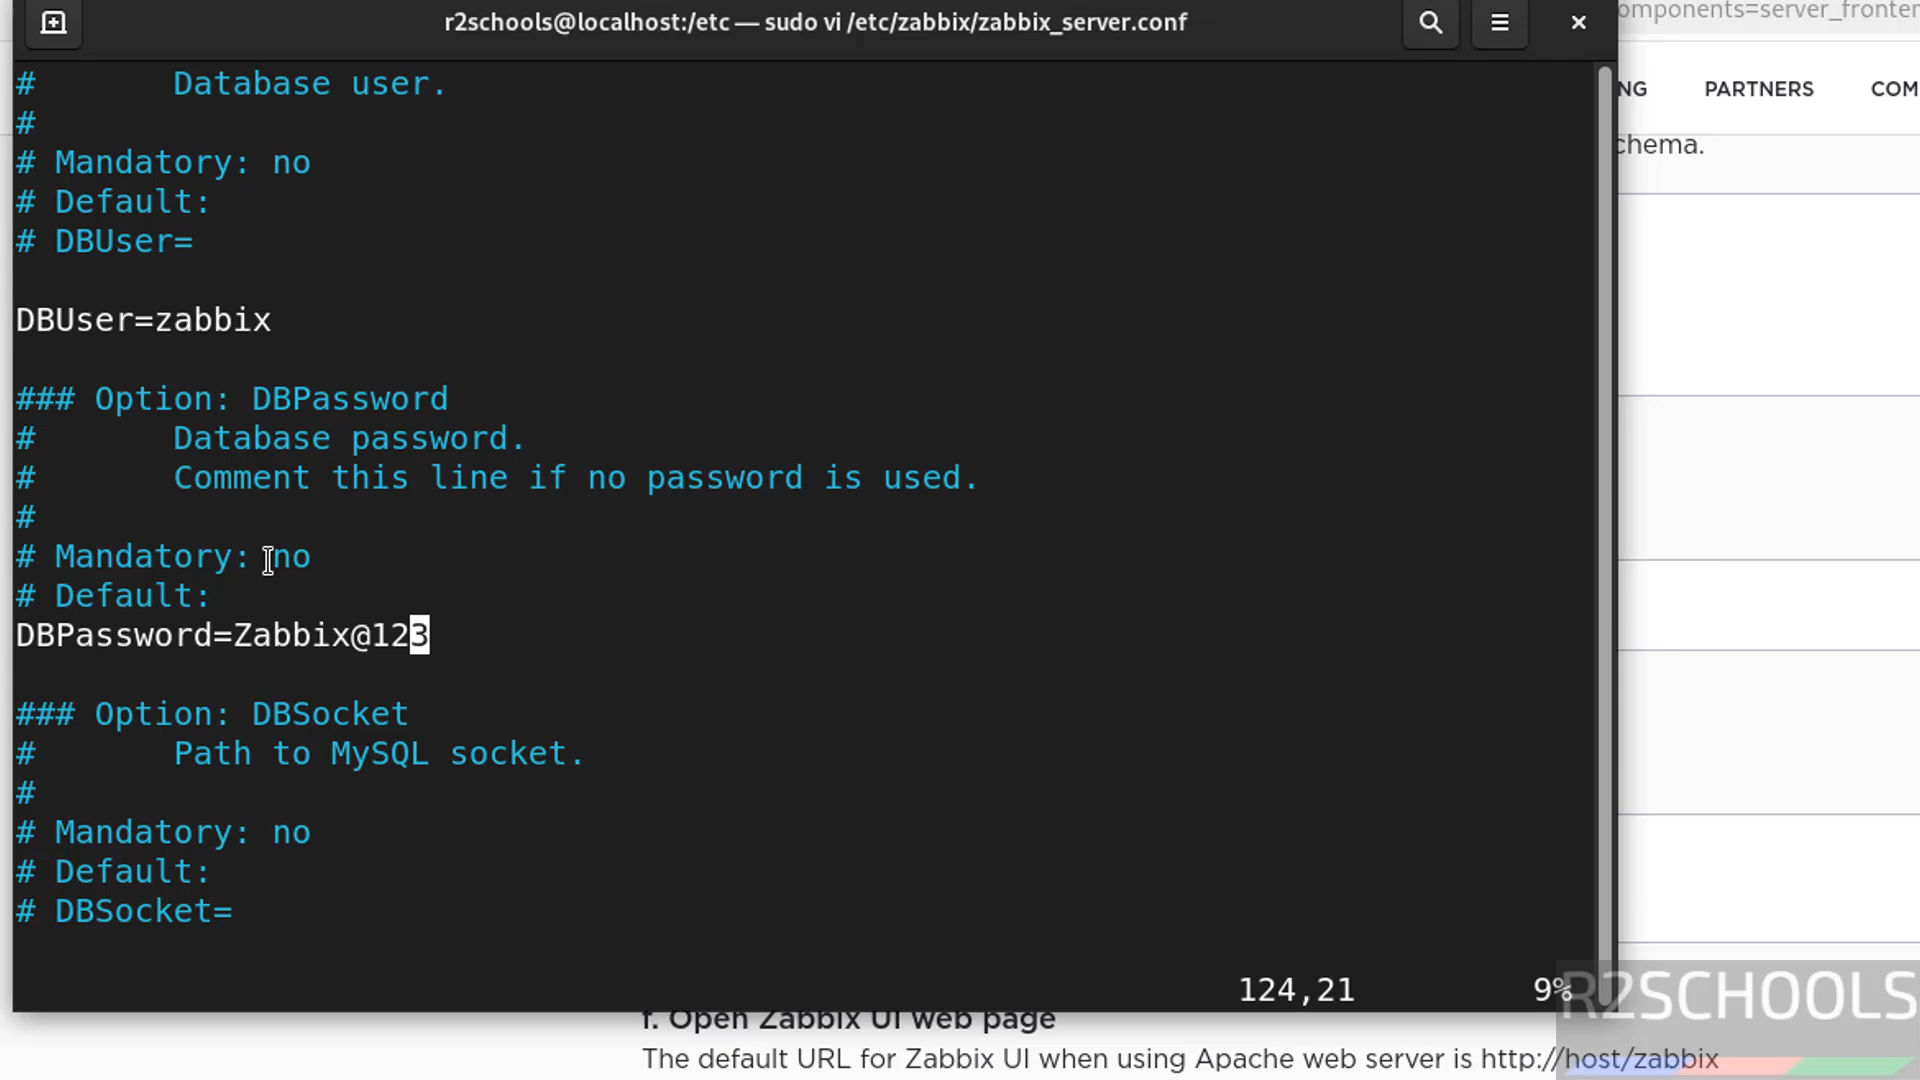 r2schools@localhost:/etc — sudo vi /etc/zabbix/zabbix_server.conf
omponents=server_fronter
NG PARTNERS COM
chema.
# Database user.
#
# Mandatory: no
# Default:
# DBUser=
DBUser=zabbix
### Option: DBPassword
# Database password.
# Comment this line if no password is used.
#
# Mandatory: no
# Default:
DBPassword=Zabbix@123
### Option: DBSocket
# Path to MySQL socket.
#
# Mandatory: no
# Default:
# DBSocket=
124,21 9%
R2SCHOOLS
f. Open Zabbix UI web page
The default URL for Zabbix UI when using Apache web server is http://host/zabbix